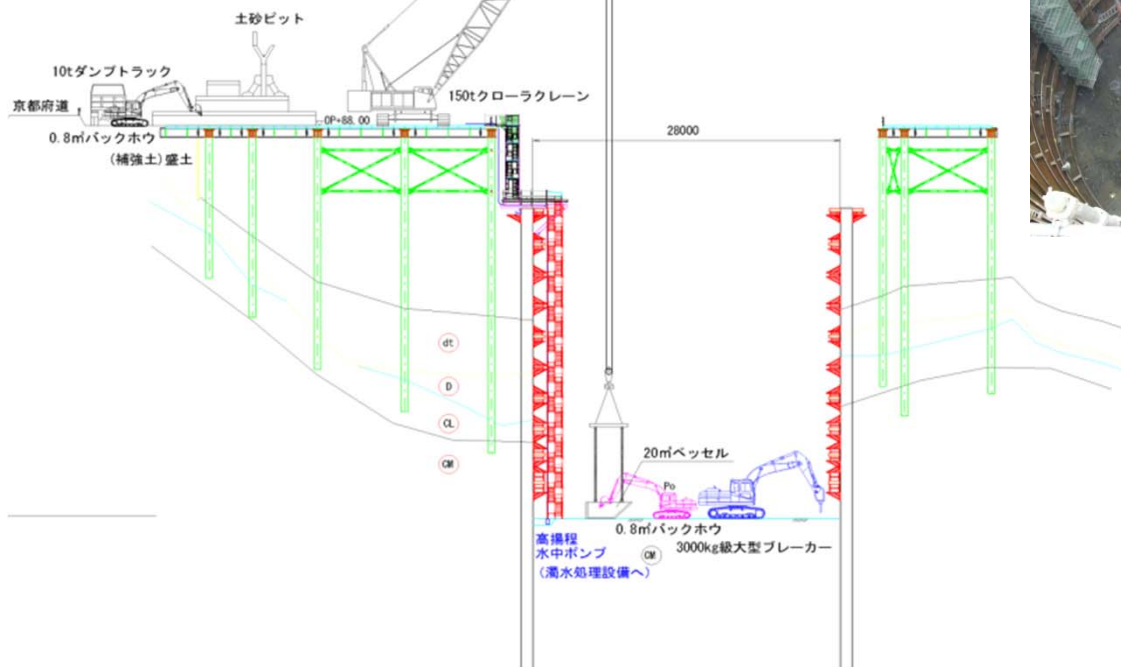 土砂ピット
10tダンプトラック
150tクローラクレーン
京都府道
OP+88.00
0.8㎥バックホウ
(補強土)盛土
28000
dt
D
CL
CM
20㎥ベッセル
Po
0.8㎥バックホウ
高揚程
水中ポンプ
(濁水処理設備へ)
CM
3000kg級大型ブレーカー